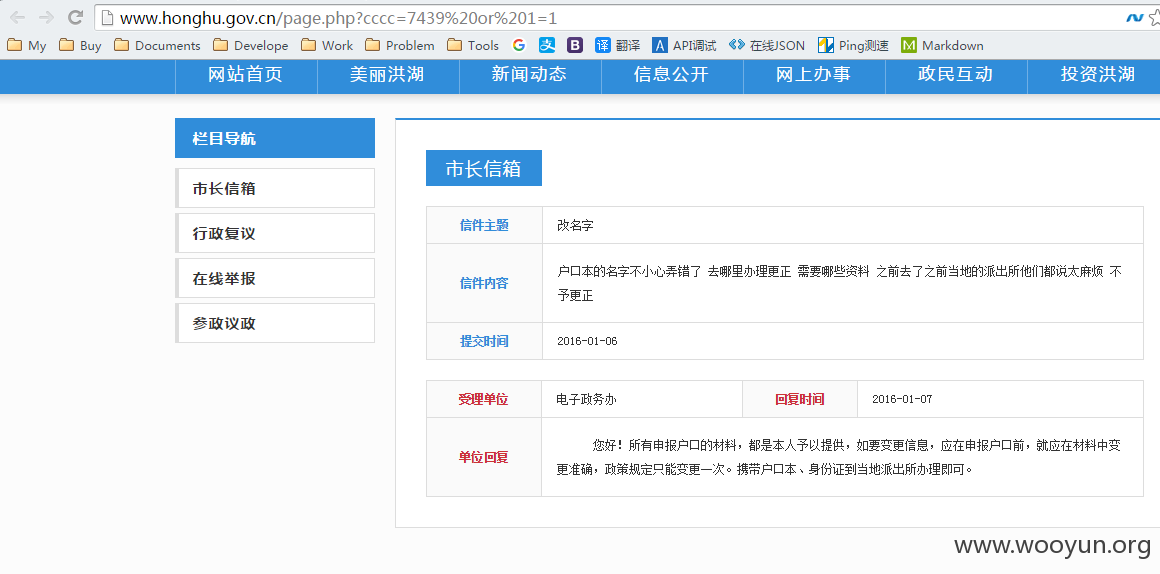 www.honghu.gov.cn/page.php?cccc=7439%20or%201=1
My Buy Documents Develope Work Problem Tools G 支 B 译 翻译 A API调试 在线JSON Ping测速 M Markdown
网站首页 美丽洪湖 新闻动态 信息公开 网上办事 政民互动 投资洪湖
栏目导航
市长信箱
行政复议
在线举报
参政议政
市长信箱
信件主题 改名字
信件内容 户口本的名字不小心弄错了 去哪里办理更正 需要哪些资料 之前去了之前当地的派出所他们都说太麻烦 不
予更正
提交时间 2016-01-06
受理单位 电子政务办 回复时间 2016-01-07
单位回复 您好！所有申报户口的材料，都是本人予以提供，如要变更信息，应在申报户口前，就应在材料中变
更准确，政策规定只能变更一次。携带户口本、身份证到当地派出所办理即可。
www.wooyun.org